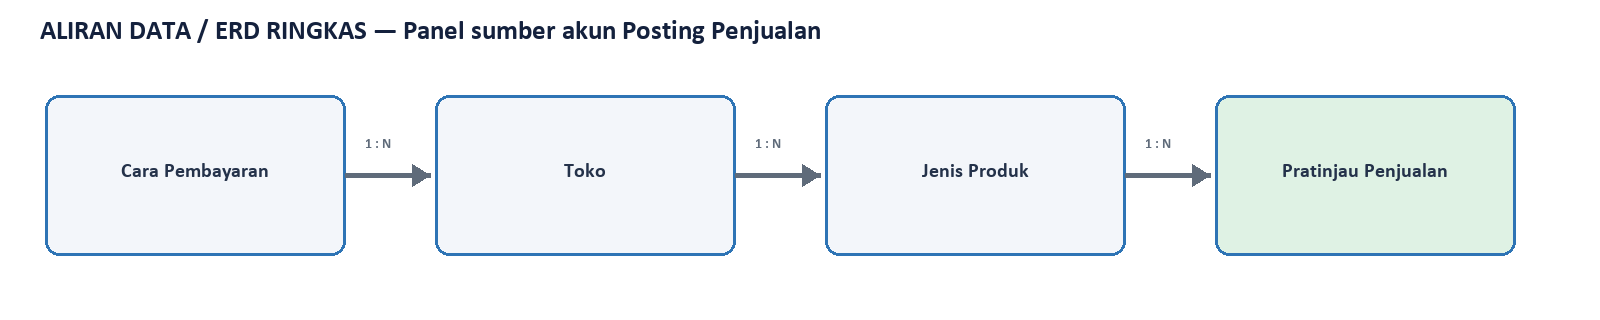 ALIRAN DATA / ERD RINGKAS — Panel sumber akun Posting Penjualan
Cara Pembayaran
1 : N
Toko
1 : N
Jenis Produk
1 : N
Pratinjau Penjualan